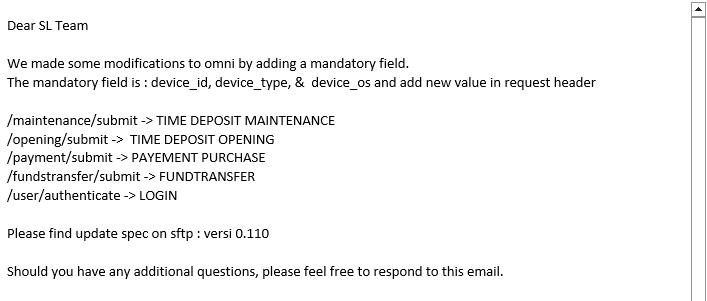 Dear SL Team
We made some modifications to omni by adding a mandatory field.
The mandatory field is : device_id, device_type, &  device_os and add new value in request header
/maintenance/submit -> TIME DEPOSIT MAINTENANCE
/opening/submit ->  TIME DEPOSIT OPENING
/payment/submit -> PAYEMENT PURCHASE
/fundstransfer/submit -> FUNDTRANSFER
/user/authenticate -> LOGIN
Please find update spec on sftp : versi 0.110
Should you have any additional questions, please feel free to respond to this email.